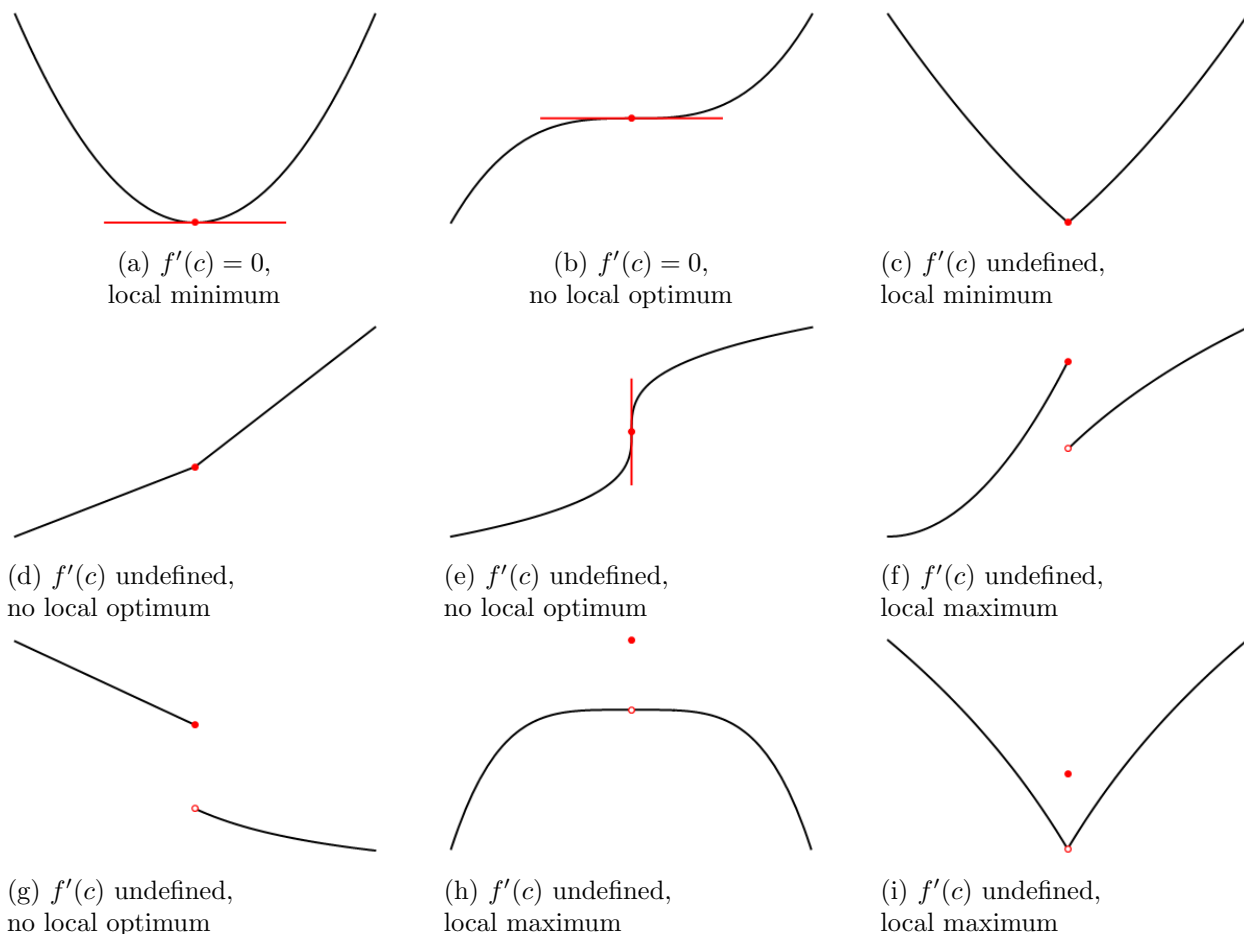 (a) f′(c) = 0,
local minimum
(b) f′(c) = 0,
no local optimum
(c) f′(c) undefined,
local minimum
(d) f′(c) undefined,
no local optimum
(e) f′(c) undefined,
no local optimum
(f) f′(c) undefined,
local maximum
(g) f′(c) undefined,
no local optimum
(h) f′(c) undefined,
local maximum
(i) f′(c) undefined,
local maximum